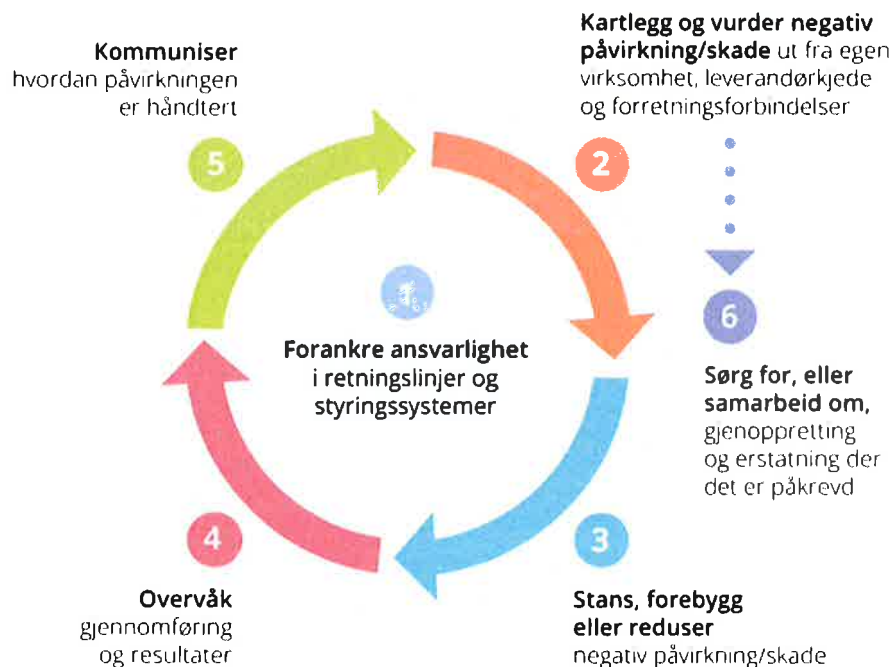 Kommuniser
hvordan påvirkningen
er håndtert
5
Kartlegg og vurder negativ
påvirkning/skade ut fra egen
virksomhet, leverandørkjede
og forretningsforbindelser
2
6
Sørg for, eller
samarbeid om,
gjenoppretting
og erstatning der
det er påkrevd
Forankre ansvarlighet
i retningslinjer og
styringssystemer
4
Overvåk
gjennomføring
og resultater
3
Stans, forebygg
eller reduser
negativ påvirkning/skade